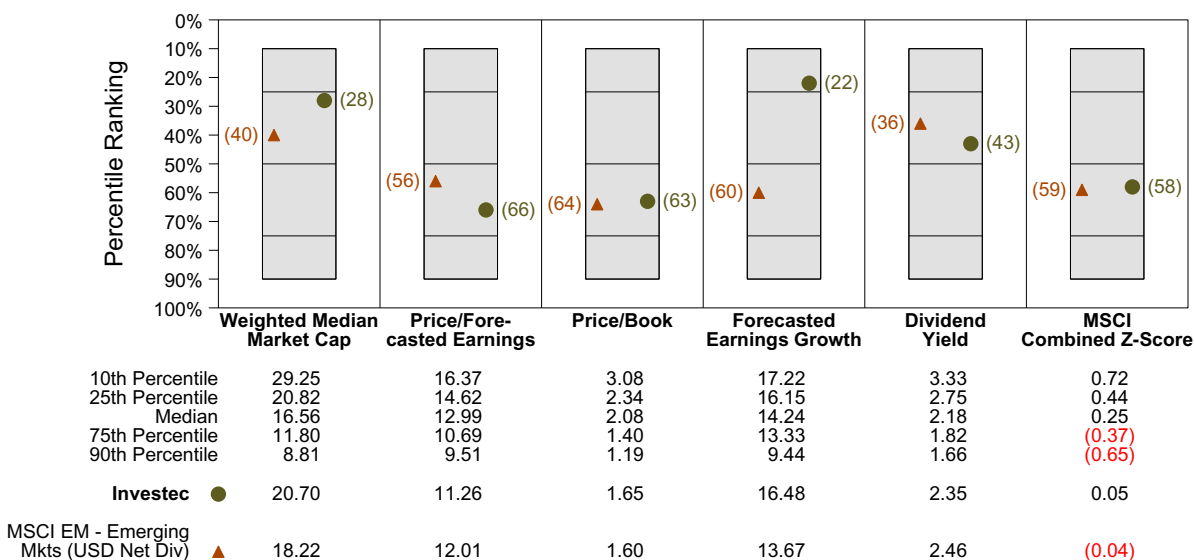 Percentile Ranking
0%
10%
20%
30%
40%
50%
60%
70%
80%
90%
100%
(40) (28)
(56) (66)
(64) (63)
(60) (22)
(36) (43)
(59) (58)
Weighted Median
Market Cap
Price/Fore-
casted Earnings
Price/Book
Forecasted
Earnings Growth
Dividend
Yield
MSCI
Combined Z-Score
10th Percentile 29.25 16.37 3.08 17.22 3.33 0.72
25th Percentile 20.82 14.62 2.34 16.15 2.75 0.44
Median 16.56 12.99 2.08 14.24 2.18 0.25
75th Percentile 11.80 10.69 1.40 13.33 1.82 (0.37)
90th Percentile 8.81 9.51 1.19 9.44 1.66 (0.65)
Investec 20.70 11.26 1.65 16.48 2.35 0.05
MSCI EM - Emerging
Mkts (USD Net Div) 18.22 12.01 1.60 13.67 2.46 (0.04)